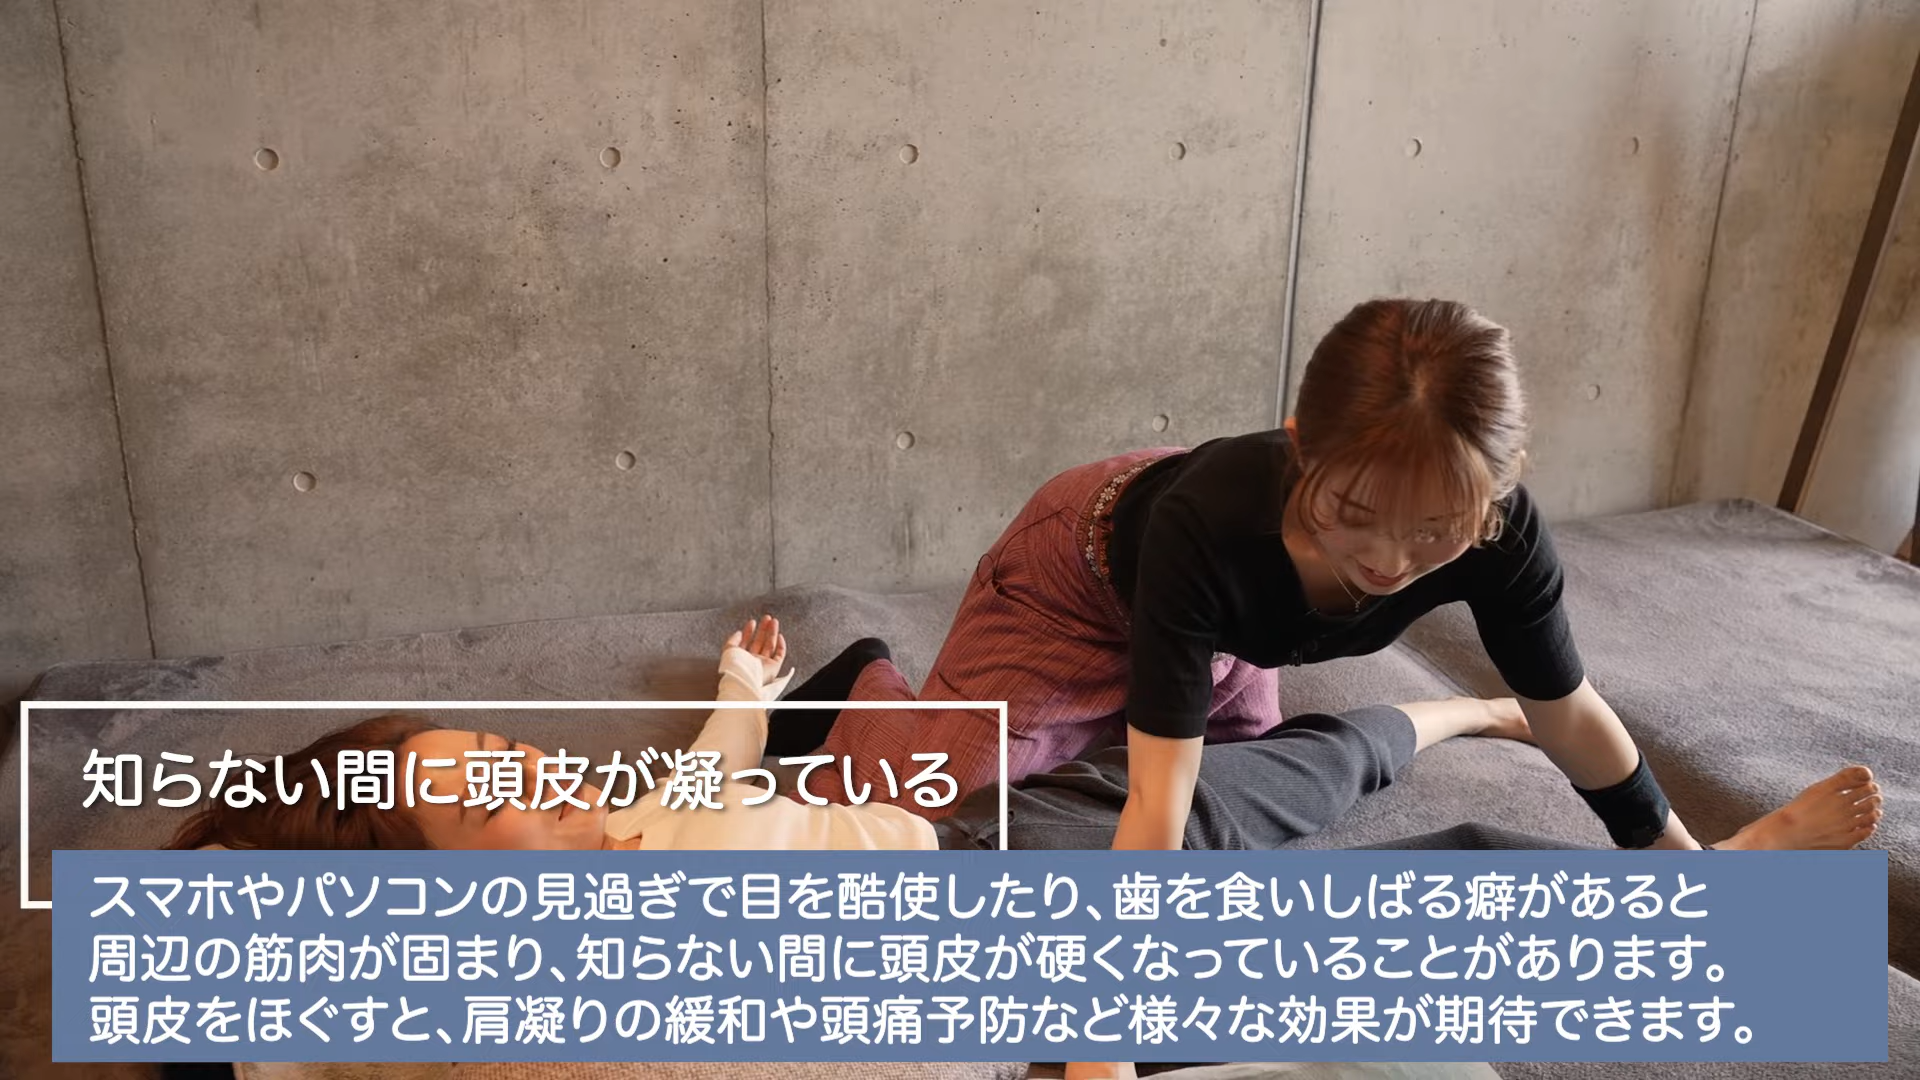 知らない間に頭皮が凝っている
スマホやパソコンの見過ぎで目を酷使したり、歯を食いしばる癖があると
周辺の筋肉が固まり、知らない間に頭皮が硬くなっていることがあります。
頭皮をほぐすと、肩凝りの緩和や頭痛予防など様々な効果が期待できます。